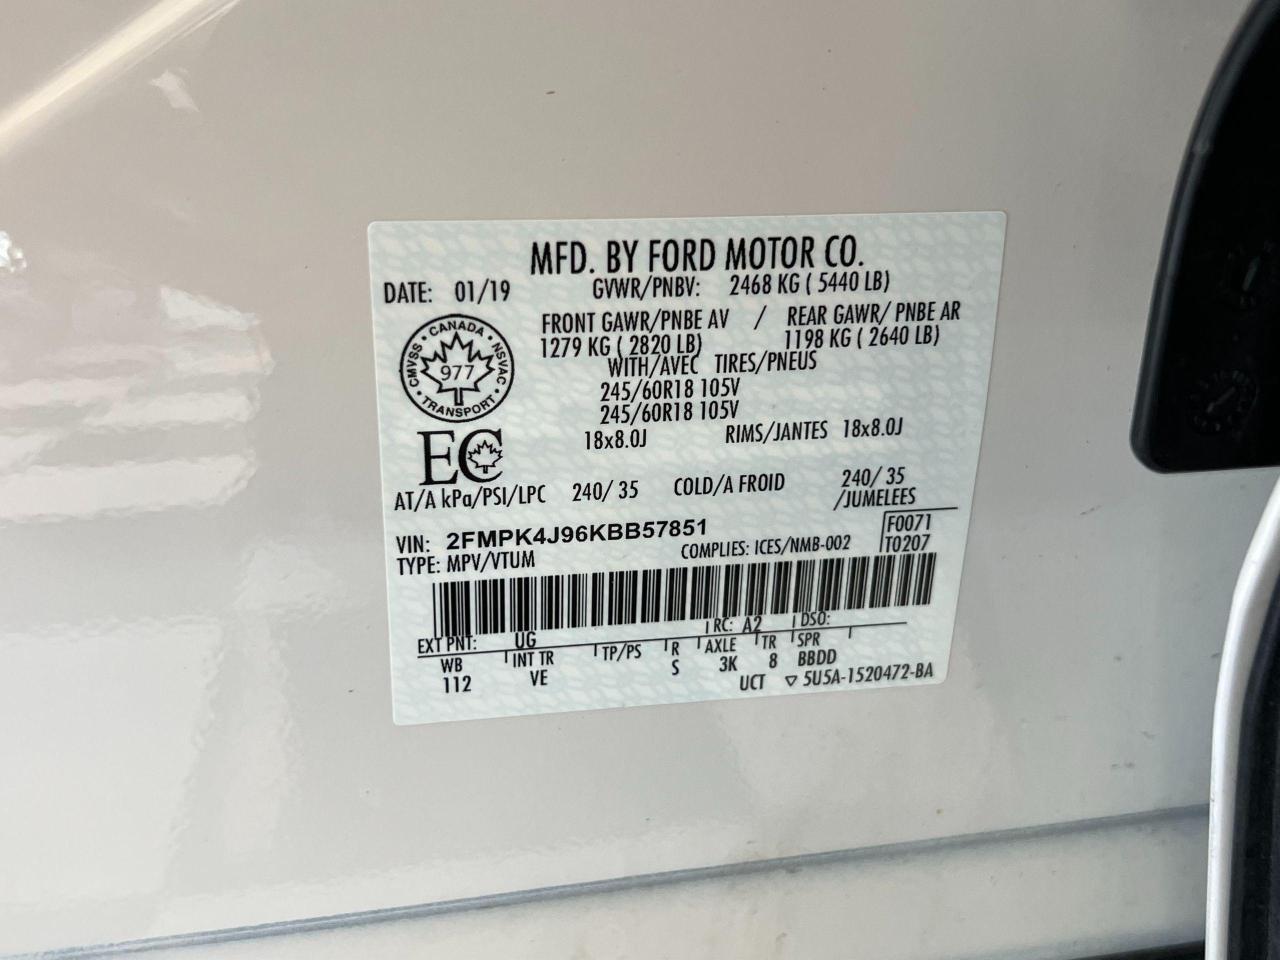 MFD. BY FORD MOTOR CO.
DATE: 01/19 GVWR/PNBV: 2468 KG ( 5440 LB)
FRONT GAWR/PNBE AV / REAR GAWR/ PNBE AR
1279 KG ( 2820 LB) 1198 KG ( 2640 LB)
WITH/AVEC TIRES/PNEUS
245/60R18 105V
245/60R18 105V
18x8.0J RIMS/JANTES 18x8.0J
CANADA
CMVSS NSVAC
977
TRANSPORT
EC
AT/A kPa/PSI/LPC 240/ 35 COLD/A FROID 240/ 35
/JUMELEES
VIN: 2FMPK4J96KBB57851 F0071
TYPE: MPV/VTUM COMPLIES: ICES/NMB-002 T0207
EXT PNT: UG RC: A2 DSO:
WB INT TR TP/PS R AXLE TR SPR
112 VE S 3K 8 BBDD
UCT ▽ 5U5A-1520472-BA